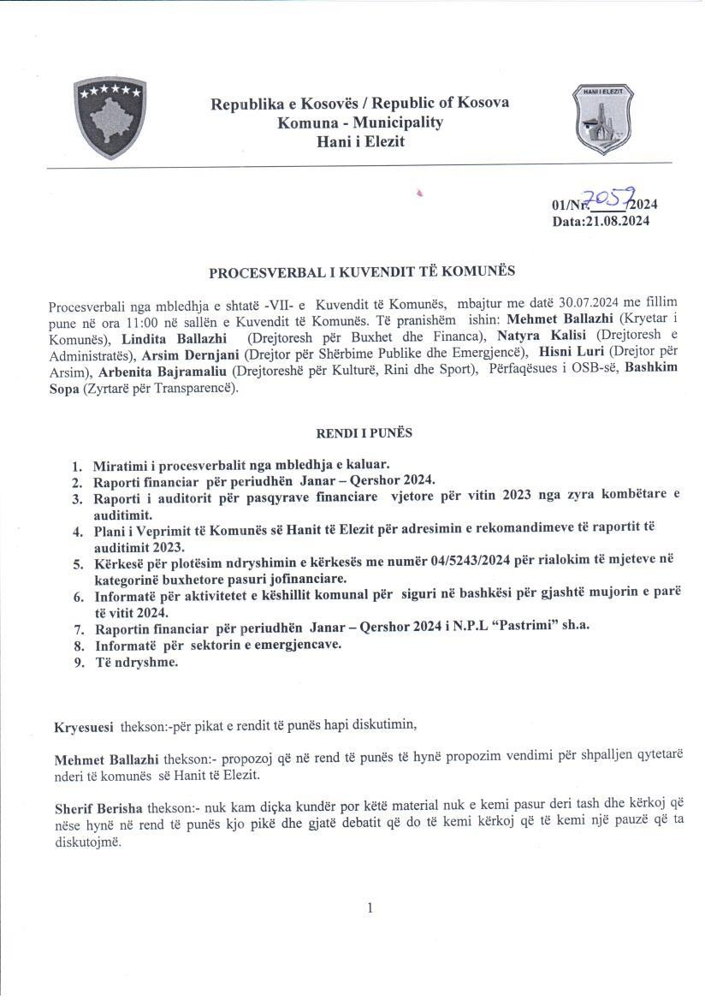 HANI I ELEZIT
Republika e Kosovës / Republic of Kosova
Komuna - Municipality
Hani i Elezit
01/Nr. 7057/2024
Data:21.08.2024
PROCESVERBAL I KUVENDIT TË KOMUNËS
Procesverbali nga mbledhja e shtatë -VII- e Kuvendit të Komunës, mbajtur me datë 30.07.2024 me fillim
pune në ora 11:00 në sallën e Kuvendit të Komunës. Të pranishëm ishin: Mehmet Ballazhi (Kryetar i
Komunës), Lindita Ballazhi (Drejtoresh për Buxhet dhe Financa), Natyra Kalisi (Drejtoresh e
Administratës), Arsim Dernjani (Drejtor për Shërbime Publike dhe Emergjencë), Hisni Luri (Drejtor për
Arsim), Arbenita Bajramaliu (Drejtoreshë për Kulturë, Rini dhe Sport), Përfaqësues i OSB-së, Bashkim
Sopa (Zyrtarë për Transparencë).
RENDI I PUNËS
1. Miratimi i procesverbalit nga mbledhja e kaluar.
2. Raporti financiar për periudhën Janar – Qershor 2024.
3. Raporti i auditorit për pasqyrave financiare vjetore për vitin 2023 nga zyra kombëtare e
auditimit.
4. Plani i Veprimit të Komunës së Hanit të Elezit për adresimin e rekomandimeve të raportit të
auditimit 2023.
5. Kërkesë për plotësim ndryshimin e kërkesës me numër 04/5243/2024 për rialokim të mjeteve në
kategorinë buxhetore pasuri jofinanciare.
6. Informatë për aktivitetet e këshillit komunal për siguri në bashkësi për gjashtë mujorin e parë
të vitit 2024.
7. Raportin financiar për periudhën Janar – Qershor 2024 i N.P.L “Pastrimi” sh.a.
8. Informatë për sektorin e emergjencave.
9. Të ndryshme.
Kryesuesi thekson:-për pikat e rendit të punës hapi diskutimin,
Mehmet Ballazhi thekson:- propozoj që në rend të punës të hynë propozim vendimi për shpalljen qytetarë
nderi të komunës së Hanit të Elezit.
Sherif Berisha thekson:- nuk kam diçka kundër por këtë material nuk e kemi pasur deri tash dhe kërkoj që
nëse hynë në rend të punës kjo pikë dhe gjatë debatit që do të kemi kërkoj që të kemi një pauzë që ta
diskutojmë.
1